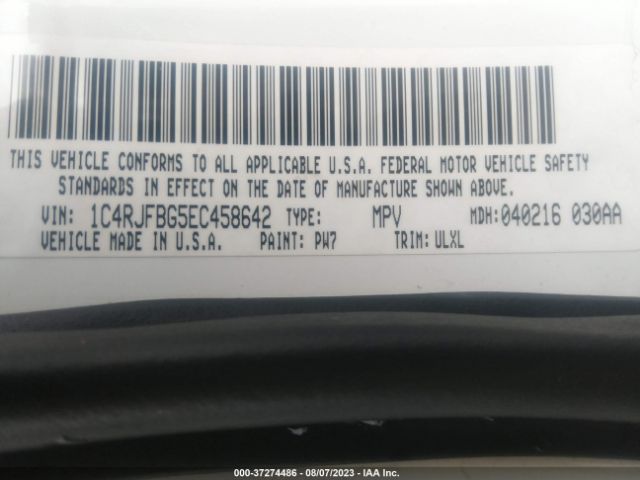 THIS VEHICLE CONFORMS TO ALL APPLICABLE U.S.A. FEDERAL MOTOR VEHICLE SAFETY
STANDARDS IN EFFECT ON THE DATE OF MANUFACTURE SHOWN ABOVE.
VIN: 1C4RJFBG5EC458642 TYPE: MPV MDH:040216 030AA
VEHICLE MADE IN U.S.A. PAINT: PW7 TRIM: ULXL
000-37274486 - 08/07/2023 - IAA Inc.